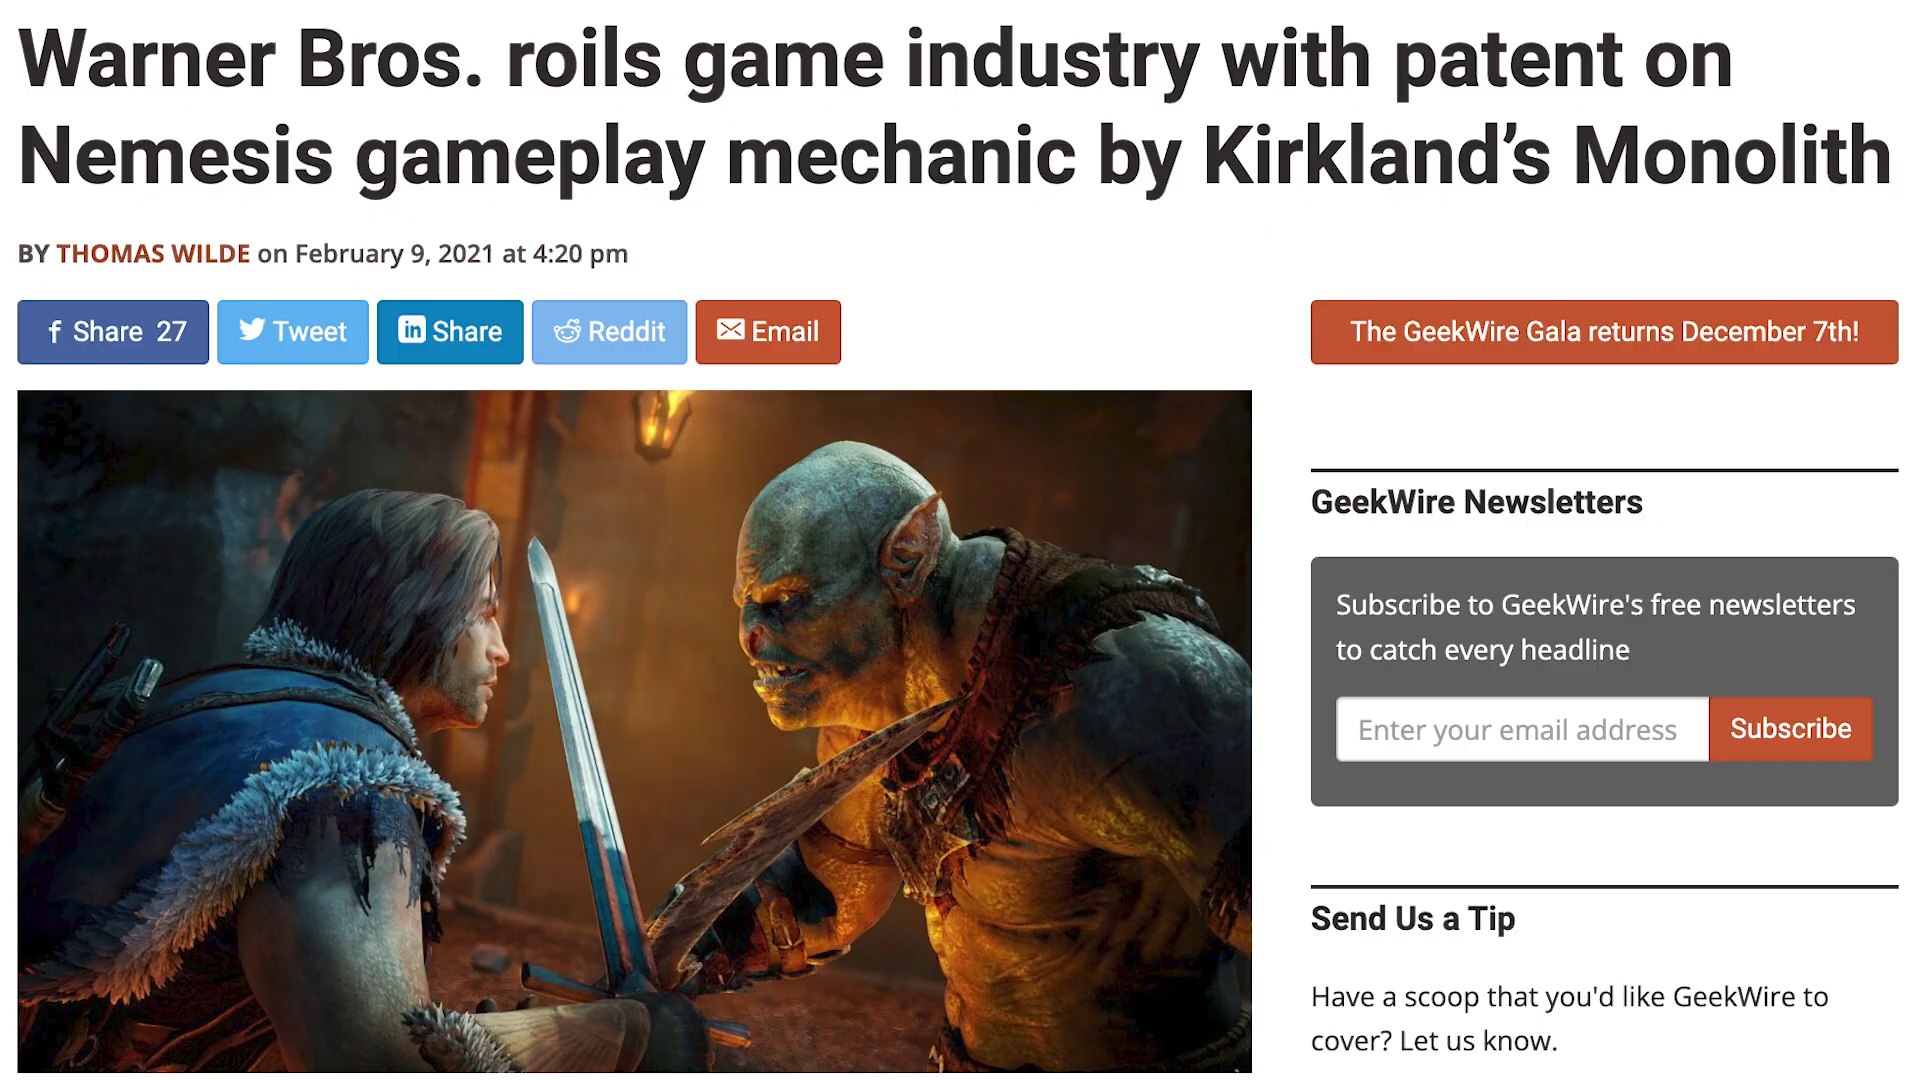 Warner Bros. roils game industry with patent on
Nemesis gameplay mechanic by Kirkland’s Monolith
BY THOMAS WILDE on February 9, 2021 at 4:20 pm
f Share 27
Tweet
in Share
Reddit
Email
The GeekWire Gala returns December 7th!
GeekWire Newsletters
Subscribe to GeekWire's free newsletters
to catch every headline
Enter your email address
Subscribe
Send Us a Tip
Have a scoop that you'd like GeekWire to
cover? Let us know.